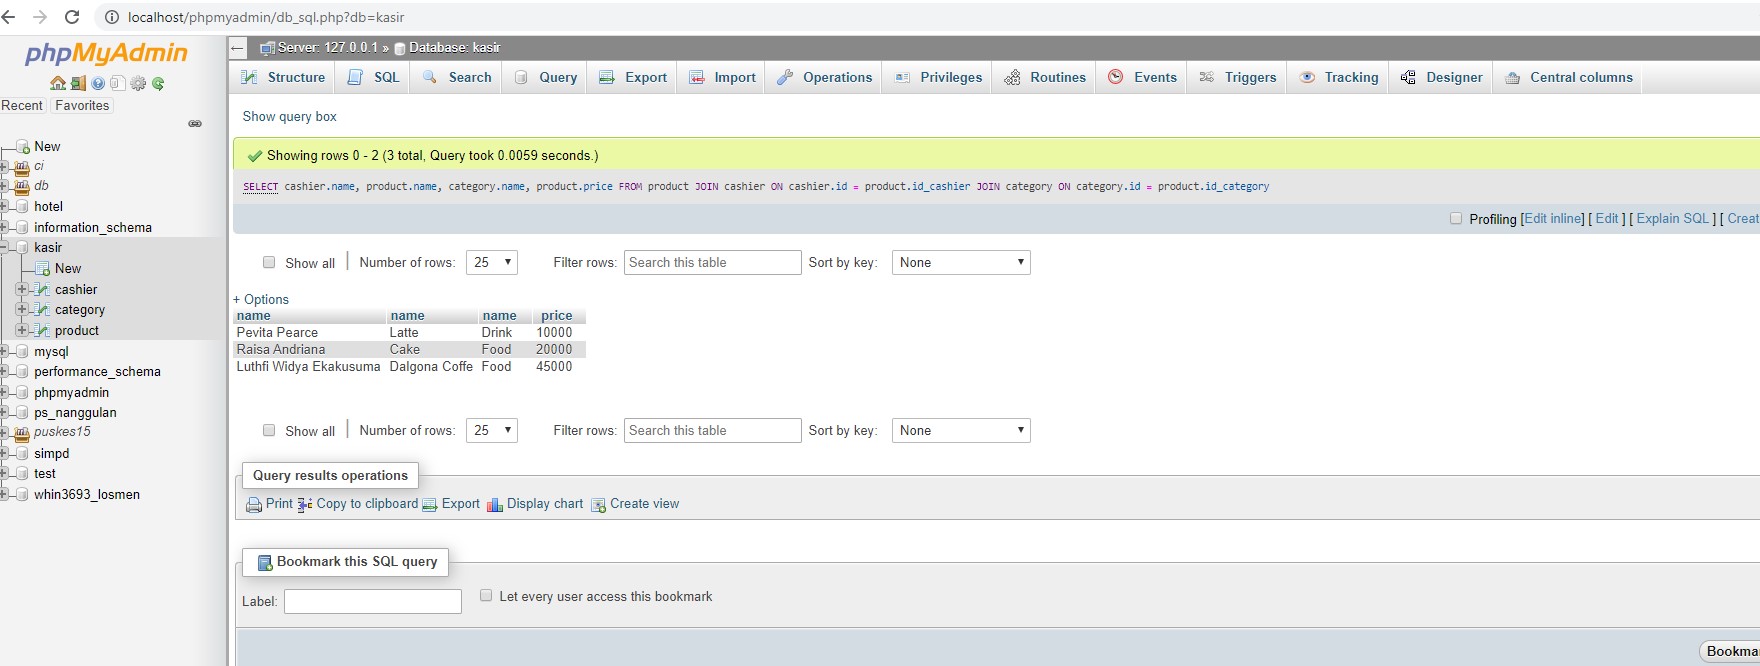 localhost/phpmyadmin/db_sql.php?db=kasir
phpMyAdmin
Recent Favorites
New
ci
db
hotel
information_schema
kasir
New
cashier
category
product
mysql
performance_schema
phpmyadmin
ps_nanggulan
puskes15
simpd
test
whin3693_losmen
Server: 127.0.0.1 » Database: kasir
Structure SQL Search Query Export Import Operations Privileges Routines Events Triggers Tracking Designer Central columns
Show query box
Showing rows 0 - 2 (3 total, Query took 0.0059 seconds.)
SELECT cashier.name, product.name, category.name, product.price FROM product JOIN cashier ON cashier.id = product.id_cashier JOIN category ON category.id = product.id_category
Profiling [Edit inline] [ Edit ] [ Explain SQL ] [ Creat
Show all Number of rows: 25 Filter rows: Search this table Sort by key: None
+ Options
name name name price
Pevita Pearce Latte Drink 10000
Raisa Andriana Cake Food 20000
Luthfi Widya Ekakusuma Dalgona Coffe Food 45000
Show all Number of rows: 25 Filter rows: Search this table Sort by key: None
Query results operations
Print Copy to clipboard Export Display chart Create view
Bookmark this SQL query
Label: Let every user access this bookmark
Bookma